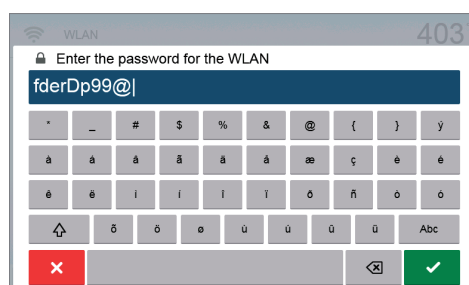 WLAN
403
Enter the password for the WLAN
fderDp99@
* _ # $ % & @ { } ý
à á â ã ä å æ ç è é
ê ë ì í î ï ð ñ ò ó
õ ö ø ù ú û ü Abc